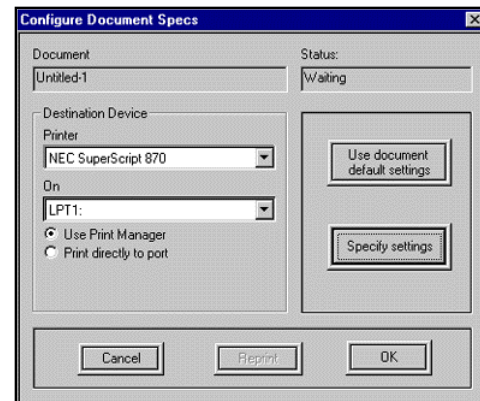 Configure Document Specs
Document
Status:
Untitled-1
Waiting
Destination Device
Printer
NEC SuperScript 870
On
LPT1:
Use Print Manager
Print directly to port
Use document
default settings
Specify settings
Cancel
Reprint
OK